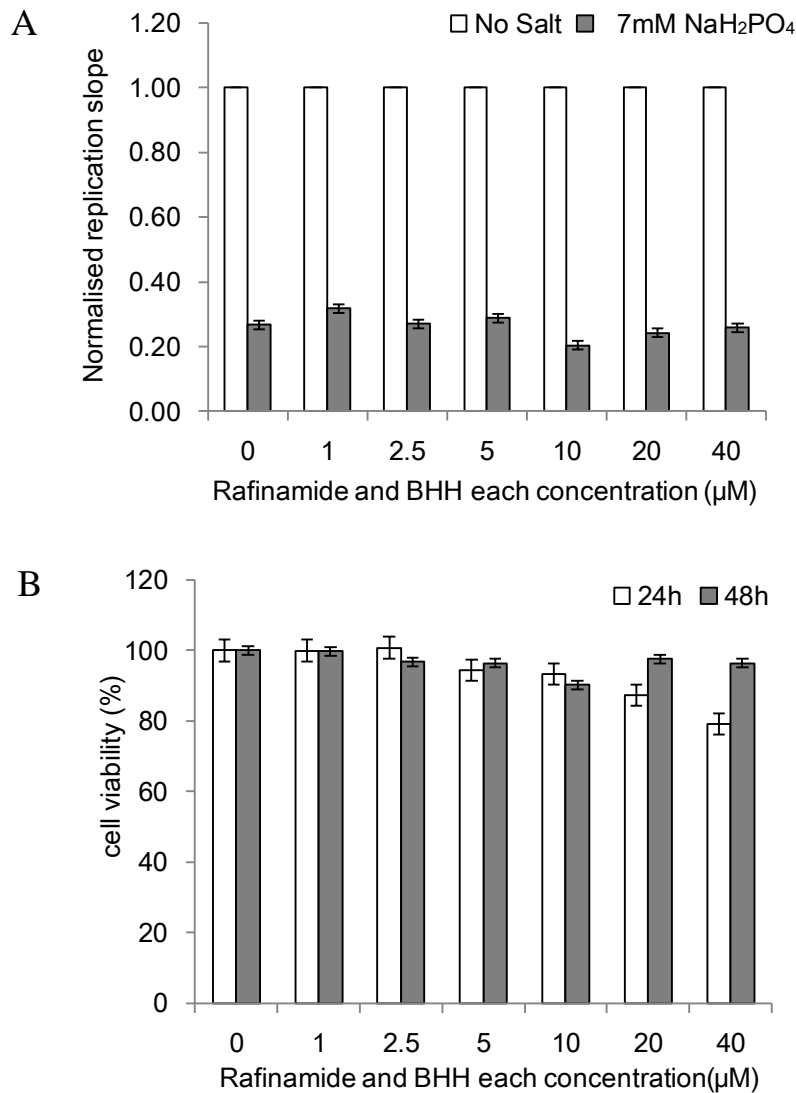 A
1.20
1.00
0.80
0.60
0.40
0.20
0.00
Normalised replication slope
No Salt 7mM NaH₂PO₄
0 1 2.5 5 10 20 40
Rafinamide and BHH each concentration (µM)
B
120
100
80
60
40
20
0
cell viability (%)
24h 48h
0 1 2.5 5 10 20 40
Rafinamide and BHH each concentration(µM)